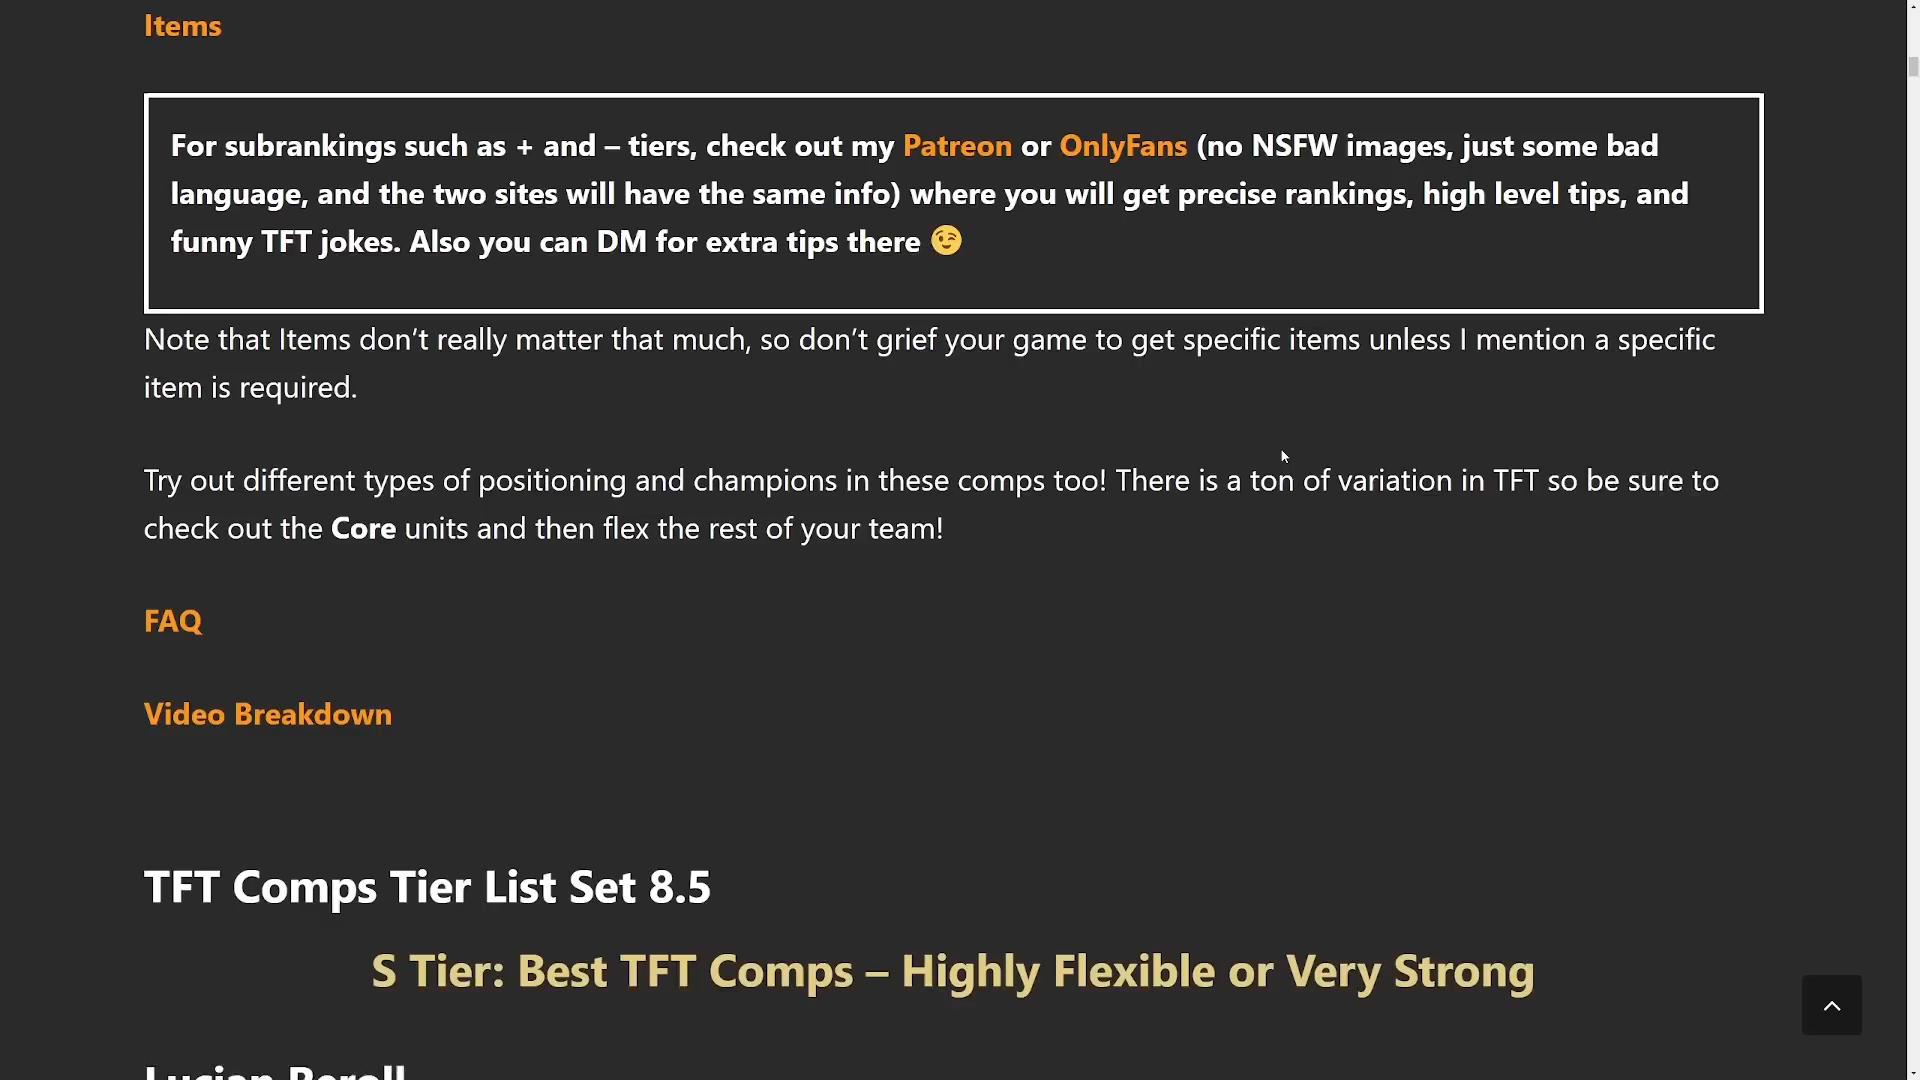 Items
For subrankings such as + and – tiers, check out my Patreon or OnlyFans (no NSFW images, just some bad
language, and the two sites will have the same info) where you will get precise rankings, high level tips, and
funny TFT jokes. Also you can DM for extra tips there 😉
Note that Items don’t really matter that much, so don’t grief your game to get specific items unless I mention a specific
item is required.
Try out different types of positioning and champions in these comps too! There is a ton of variation in TFT so be sure to
check out the Core units and then flex the rest of your team!
FAQ
Video Breakdown
TFT Comps Tier List Set 8.5
S Tier: Best TFT Comps – Highly Flexible or Very Strong
Lucian Reroll